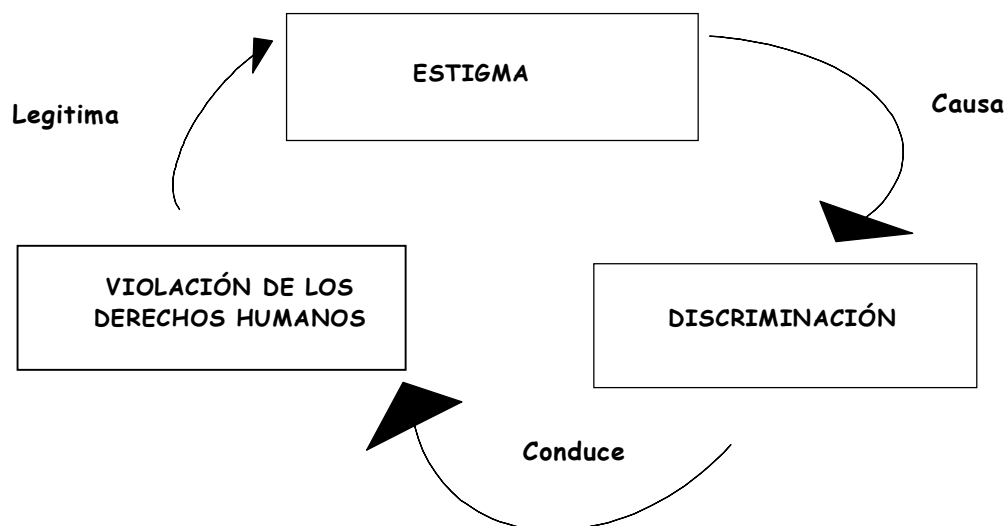 ESTIGMA
Causa
DISCRIMINACIÓN
Conduce
VIOLACIÓN DE LOS
DERECHOS HUMANOS
Legitima